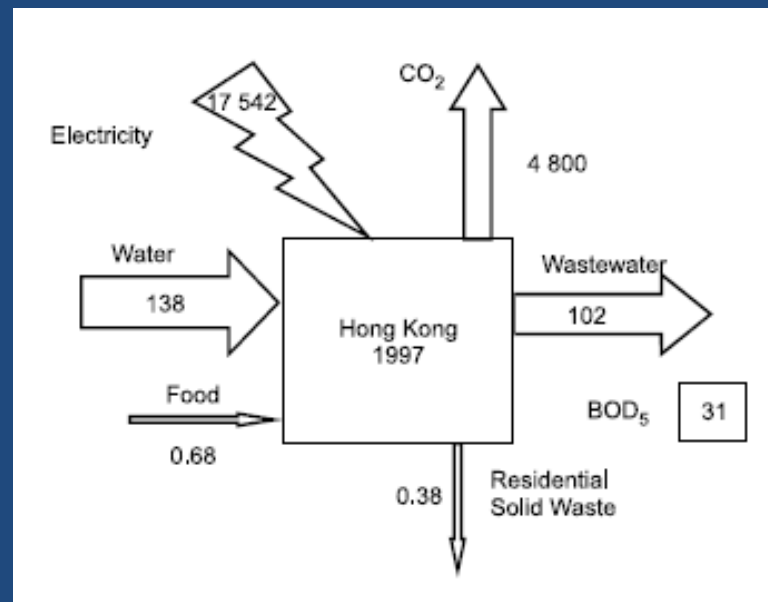 CO₂
17 542
Electricity
4 800
Water
Wastewater
138
102
Hong Kong
1997
Food
BOD₅
31
0.68
0.38
Residential
Solid Waste